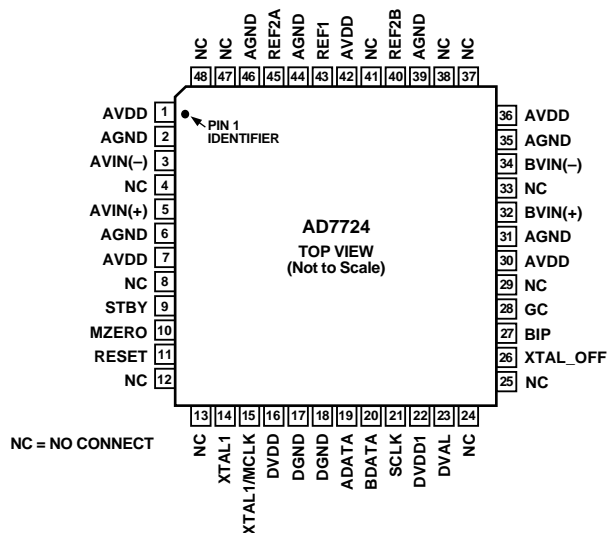 NC
NC
AGND
REF2A
AGND
REF1
AVDD
NC
REF2B
AGND
NC
NC
48 47 46 45 44 43 42 41 40 39 38 37
AVDD 1
AGND 2
AVIN(–) 3
NC 4
AVIN(+) 5
AGND 6
AVDD 7
NC 8
STBY 9
MZERO 10
RESET 11
NC 12
PIN 1
IDENTIFIER
AD7724
TOP VIEW
(Not to Scale)
36 AVDD
35 AGND
34 BVIN(–)
33 NC
32 BVIN(+)
31 AGND
30 AVDD
29 NC
28 GC
27 BIP
26 XTAL_OFF
25 NC
13 14 15 16 17 18 19 20 21 22 23 24
NC
XTAL1
XTAL1/MCLK
DVDD
DGND
DGND
ADATA
BDATA
SCLK
DVDD1
DVAL
NC
NC = NO CONNECT